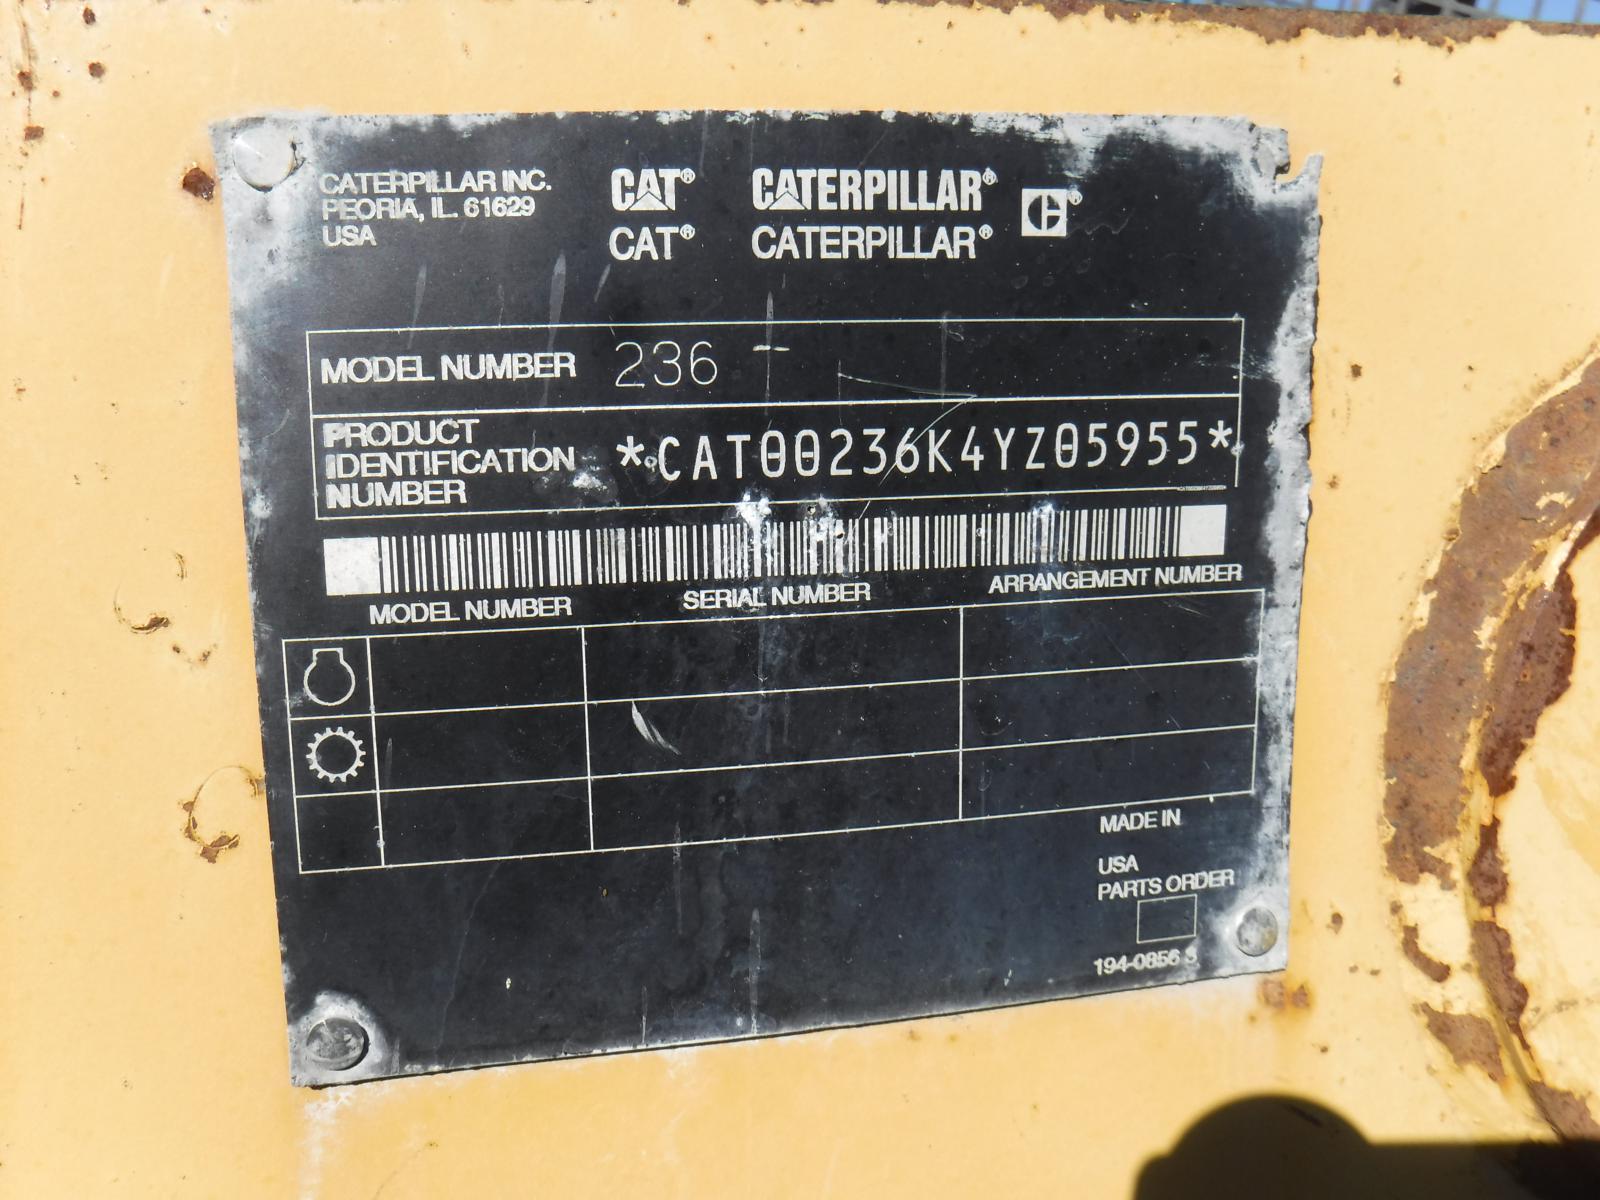 CATERPILLAR INC.
PEORIA, IL. 61629
USA
CAT® CATERPILLAR® C®
CAT® CATERPILLAR®
MODEL NUMBER 236
PRODUCT
IDENTIFICATION
NUMBER
*CAT00236K4YZ05955*
MODEL NUMBER SERIAL NUMBER ARRANGEMENT NUMBER
MADE IN
USA
PARTS ORDER
194-0856